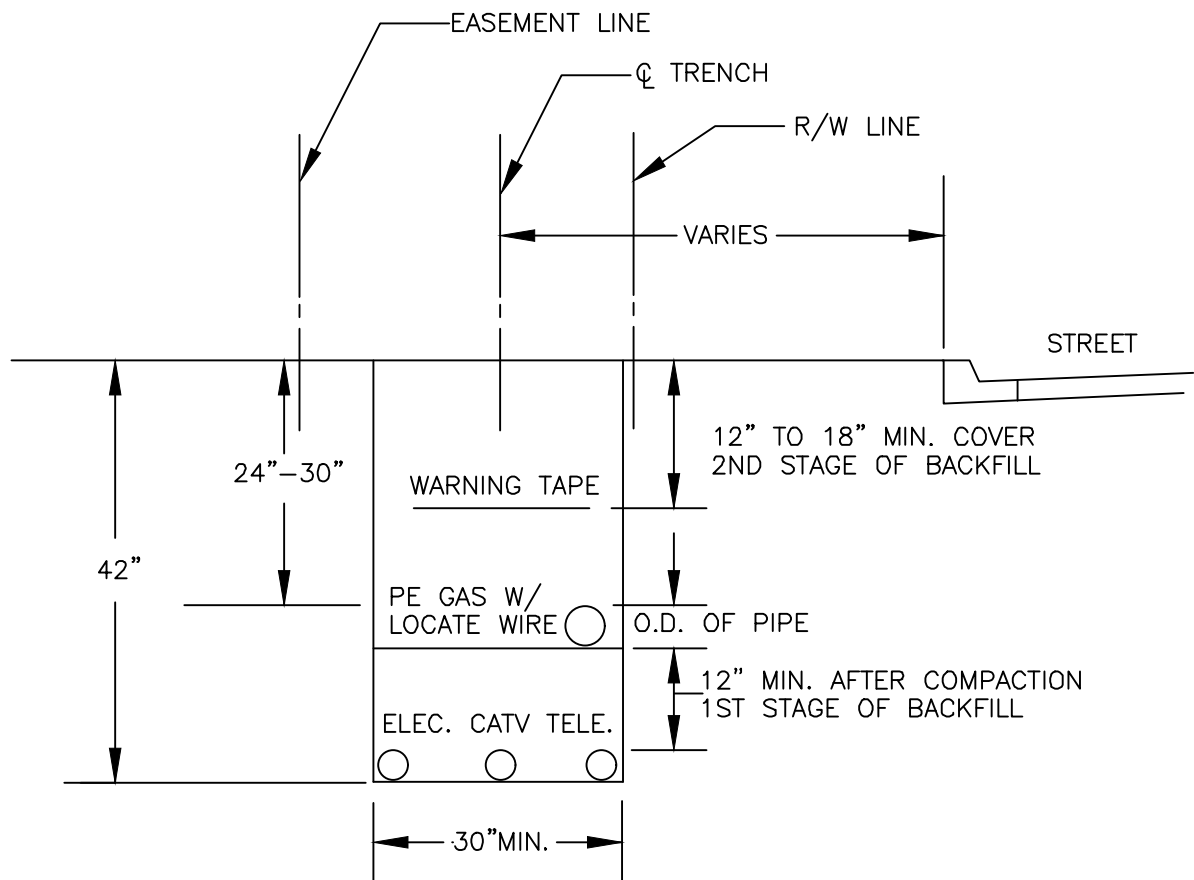 EASEMENT LINE
℄ TRENCH
R/W LINE
VARIES
STREET
12" TO 18" MIN. COVER
2ND STAGE OF BACKFILL
24"-30"
WARNING TAPE
42"
PE GAS W/
LOCATE WIRE
O.D. OF PIPE
12" MIN. AFTER COMPACTION
1ST STAGE OF BACKFILL
ELEC. CATV TELE.
30"MIN.